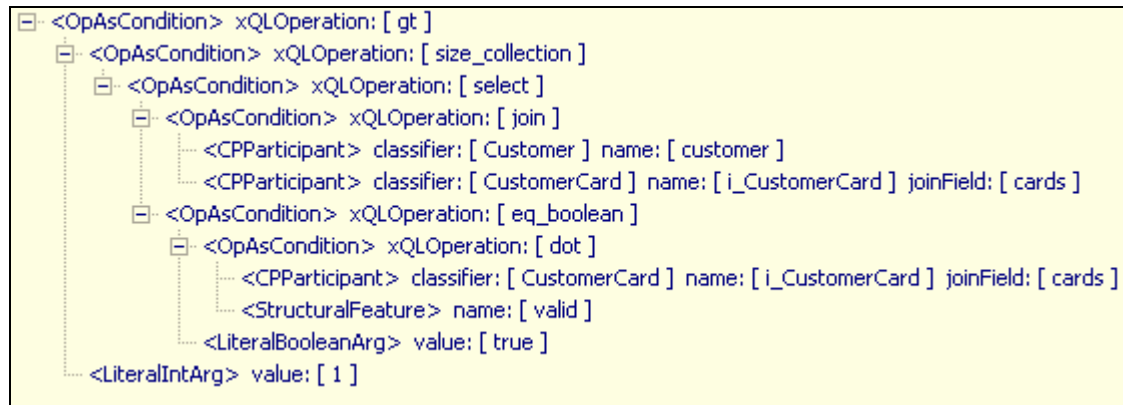 <OpAsCondition> xQLOperation: [ gt ]
<OpAsCondition> xQLOperation: [ size_collection ]
<OpAsCondition> xQLOperation: [ select ]
<OpAsCondition> xQLOperation: [ join ]
<CPParticipant> classifier: [ Customer ] name: [ customer ]
<CPParticipant> classifier: [ CustomerCard ] name: [ i_CustomerCard ] joinField: [ cards ]
<OpAsCondition> xQLOperation: [ eq_boolean ]
<OpAsCondition> xQLOperation: [ dot ]
<CPParticipant> classifier: [ CustomerCard ] name: [ i_CustomerCard ] joinField: [ cards ]
<StructuralFeature> name: [ valid ]
<LiteralBooleanArg> value: [ true ]
<LiteralIntArg> value: [ 1 ]